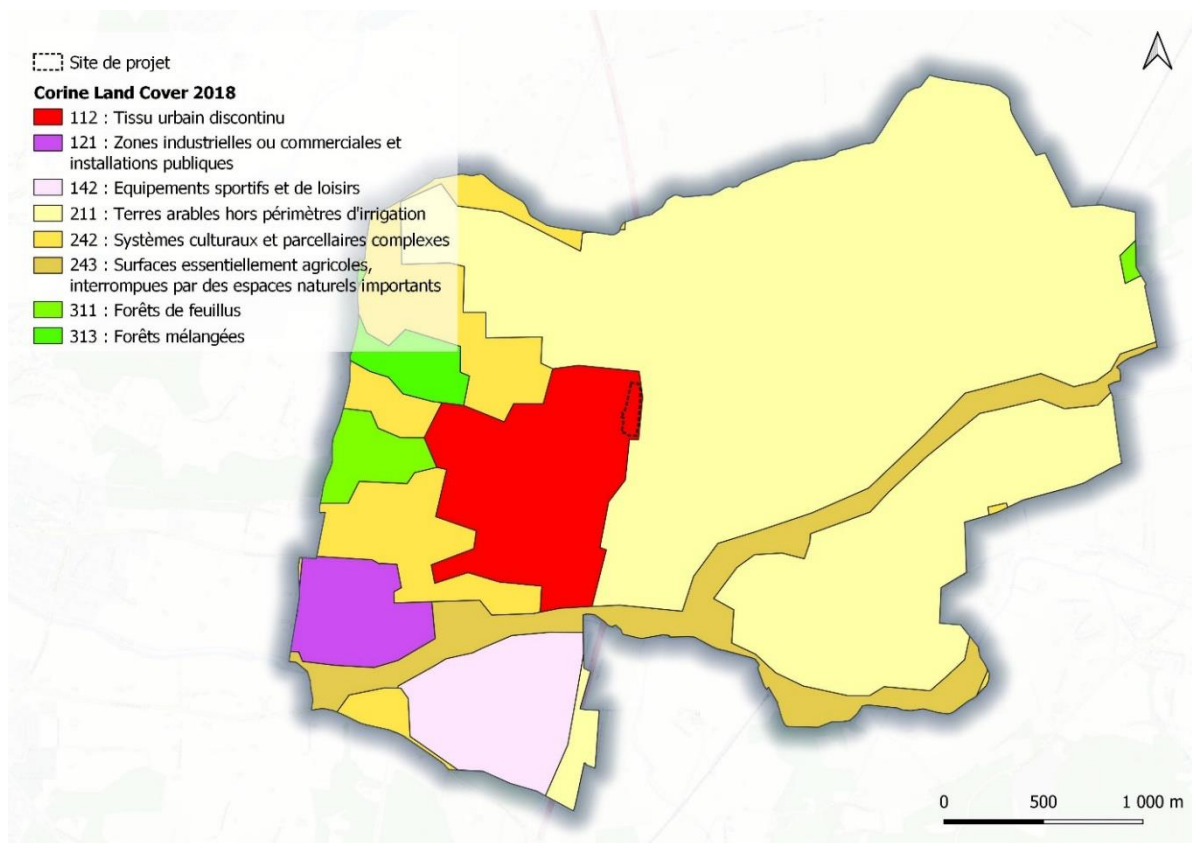 Site de projet
Corine Land Cover 2018
112 : Tissu urbain discontinu
121 : Zones industrielles ou commerciales et
installations publiques
142 : Equipements sportifs et de loisirs
211 : Terres arables hors périmètres d'irrigation
242 : Systèmes culturaux et parcellaires complexes
243 : Surfaces essentiellement agricoles,
interrompues par des espaces naturels importants
311 : Forêts de feuillus
313 : Forêts mélangées
0 500 1 000 m